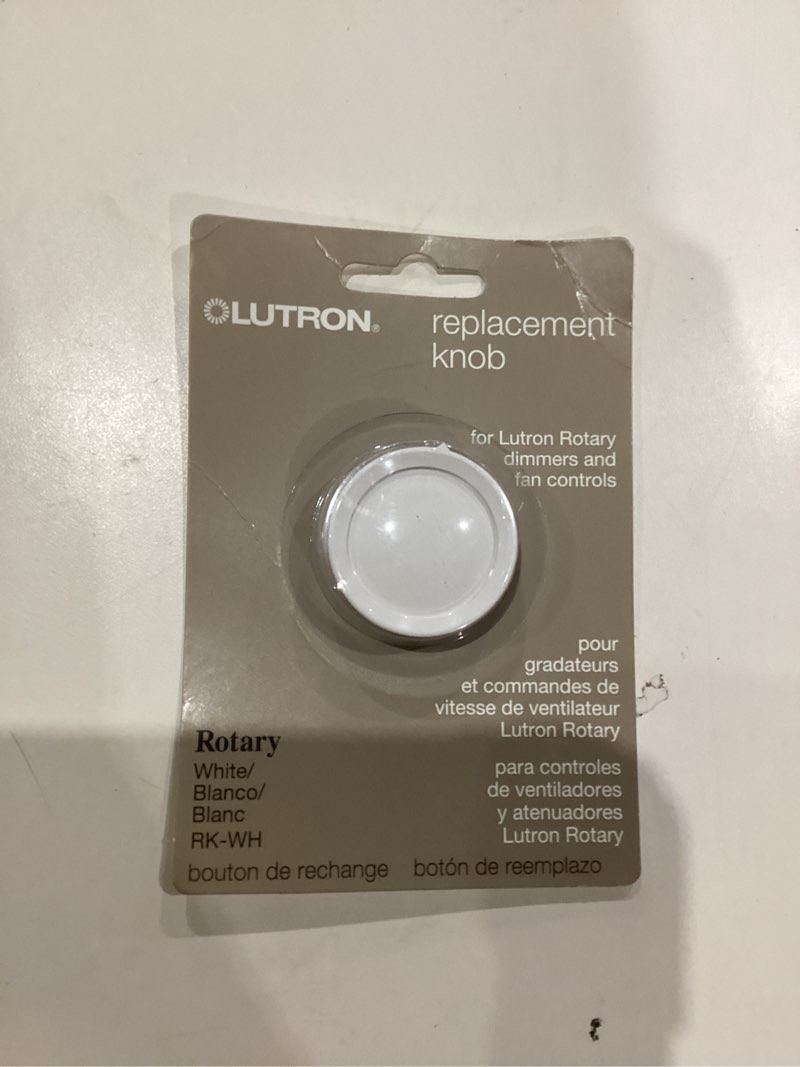 LUTRON®
replacement
knob
for Lutron Rotary
dimmers and
fan controls
pour
gradateurs
et commandes de
vitesse de ventilateur
Lutron Rotary
para controles
de ventiladores
y atenuadores
Lutron Rotary
Rotary
White/
Blanco/
Blanc
RK-WH
bouton de rechange botón de reemplazo